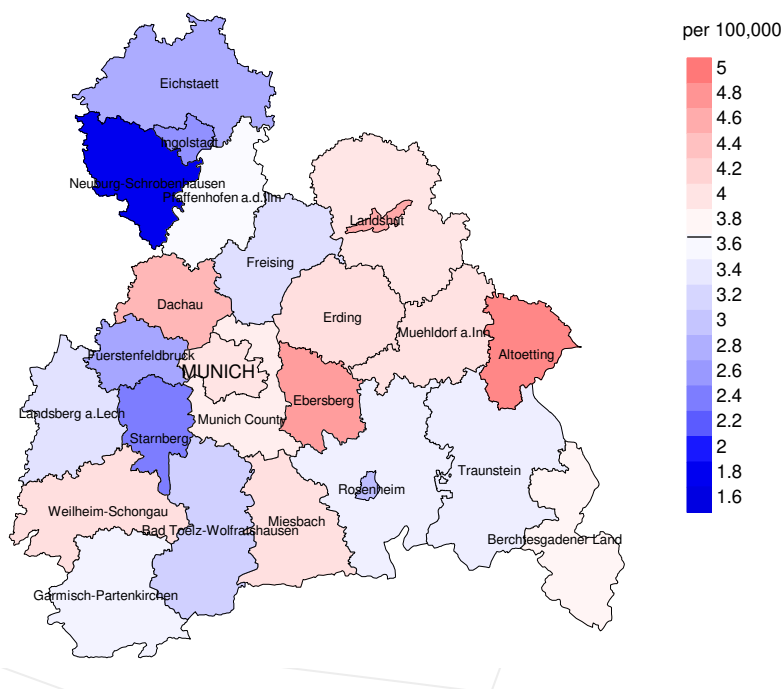 per 100,000
5
4.8
4.6
4.4
4.2
4
3.8
3.6
3.4
3.2
3
2.8
2.6
2.4
2.2
2
1.8
1.6
Eichstaett
Ingolstadt
Neuburg-Schrobenhausen
Pfaffenhofen a.d.Ilm
Landshut
Freising
Dachau
Erding
Muehldorf a.Inn
Altoetting
Fuerstenfeldbruck
MUNICH
Ebersberg
Landsberg a.Lech
Munich County
Starnberg
Traunstein
Rosenheim
Weilheim-Schongau
Miesbach
Bad Toelz-Wolfratshausen
Berchtesgadener Land
Garmisch-Partenkirchen